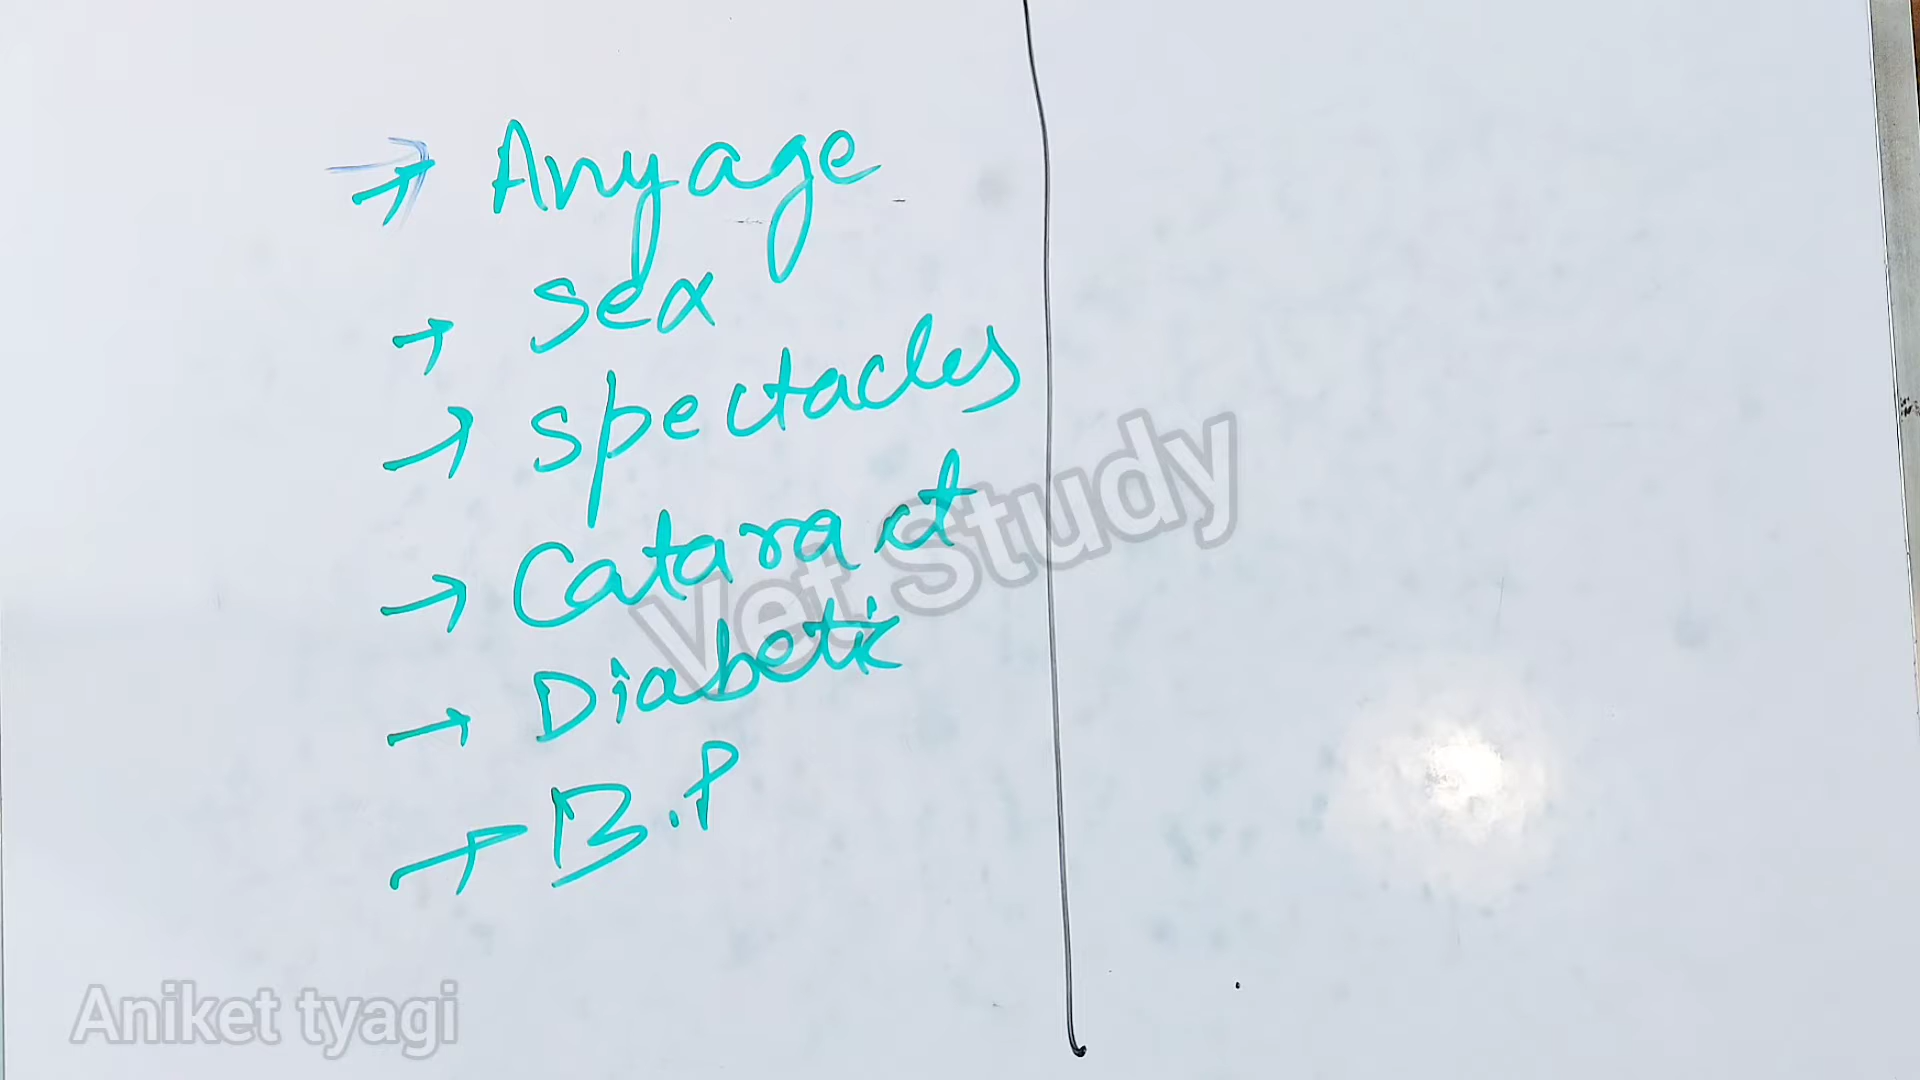 → Any age
→ Sex
→ Spectacles
→ Cataract
→ Diabetic
→ B.P
Vet Study
Aniket tyagi